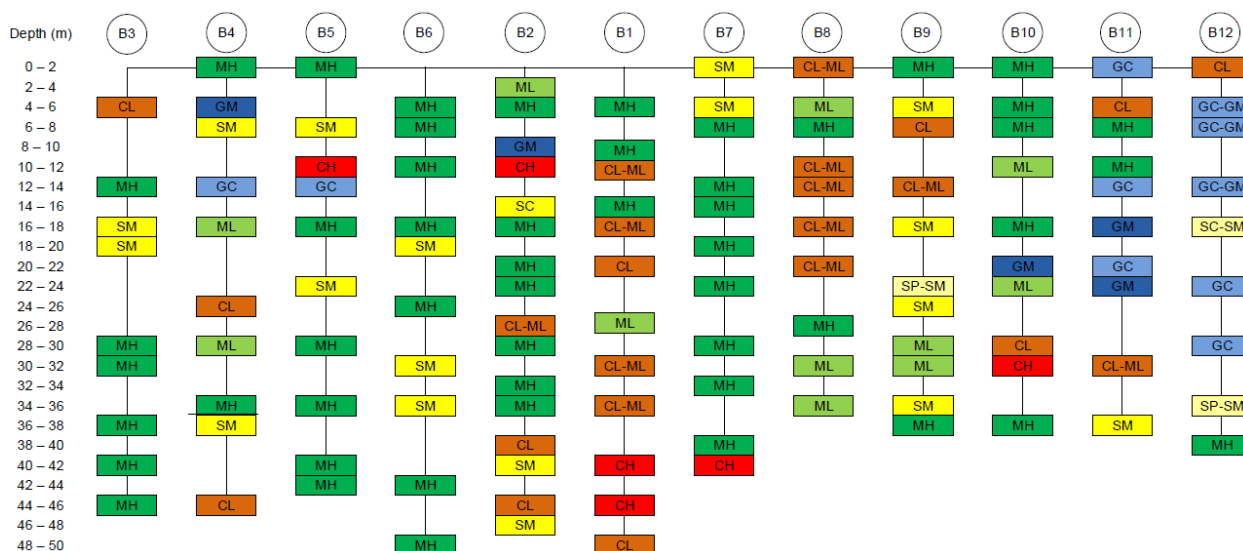 Depth (m) B3 B4 B5 B6 B2 B1 B7 B8 B9 B10 B11 B12
0 – 2 MH MH SM CL-ML MH MH GC CL
2 – 4 ML
4 – 6 CL GM MH MH MH SM ML SM MH CL GC-GM
6 – 8 SM SM MH MH MH CL MH MH GC-GM
8 – 10 GM MH
10 – 12 CH MH CH CL-ML CL-ML ML MH
12 – 14 MH GC GC MH CL-ML CL-ML GC GC-GM
14 – 16 SC MH MH
16 – 18 SM ML MH MH MH CL-ML CL-ML SM MH GM SC-SM
18 – 20 SM SM MH
20 – 22 MH CL CL-ML GM GC
22 – 24 SM MH MH SP-SM ML GM GC
24 – 26 CL MH SM
26 – 28 CL-ML ML MH
28 – 30 MH ML MH MH MH ML CL GC
30 – 32 MH SM CL-ML ML ML CH CL-ML
32 – 34 MH MH
34 – 36 MH MH SM MH CL-ML ML SM SP-SM
36 – 38 MH SM MH MH SM
38 – 40 CL MH MH
40 – 42 MH MH SM CH CH
42 – 44 MH MH
44 – 46 MH CL CL CH
46 – 48 SM
48 – 50 MH CL